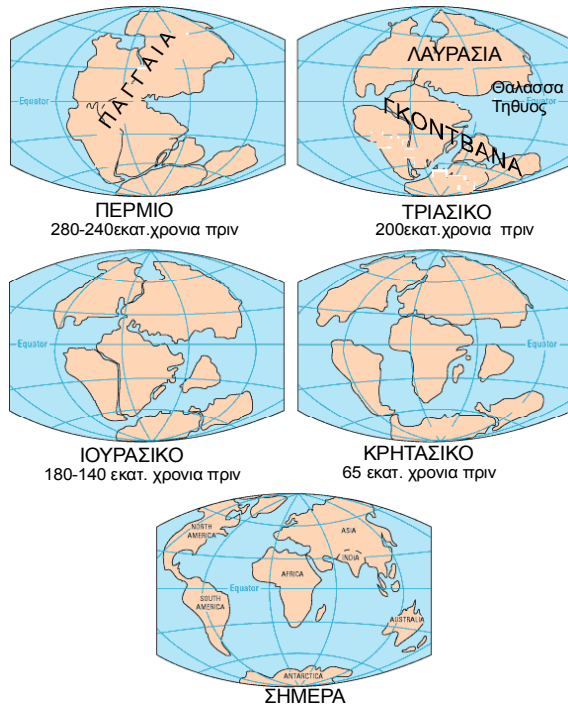 ΠΑΓΓΑΙΑ
Equator
ΠΕΡΜΙΟ
280-240εκατ.χρονια πριν
ΛΑΥΡΑΣΙΑ
Θαλασσα
Τηθυος
Equator
ΓΚΟΝΤΒΑΝΑ
ΤΡΙΑΣΙΚΟ
200εκατ.χρονια πριν
Equator
ΙΟΥΡΑΣΙΚΟ
180-140 εκατ. χρονια πριν
Equator
ΚΡΗΤΑΣΙΚΟ
65 εκατ. χρονια πριν
NORTH
AMERICA
ASIA
INDIA
AFRICA
Equator
SOUTH
AMERICA
AUSTRALIA
ANTARCTICA
ΣΗΜΕΡΑ